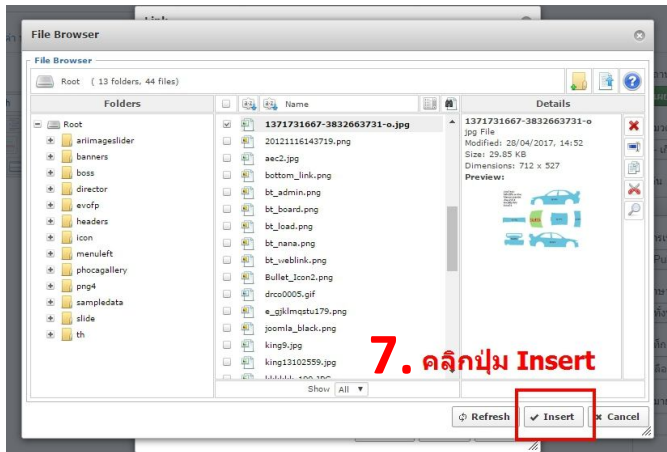 File Browser
File Browser
Root ( 13 folders, 44 files)
Folders
Name
Details
Root
ariimageslider
banners
boss
director
evofp
headers
icon
menuleft
phocagallery
png4
sampledata
slide
th
1371731667-3832663731-o.jpg
20121116143719.png
aec2.jpg
bottom_link.png
bt_admin.png
bt_board.png
bt_load.png
bt_nana.png
bt_weblink.png
Bullet_Icon2.png
drco0005.gif
e_gjklmqstu179.png
joomla_black.png
king9.jpg
king13102559.jpg
1371731667-3832663731-o
jpg File
Modified: 28/04/2017, 14:52
Size: 29.85 KB
Dimensions: 712 x 527
Preview:
7. คลิกปุ่ม Insert
Show All
Refresh
Insert
Cancel